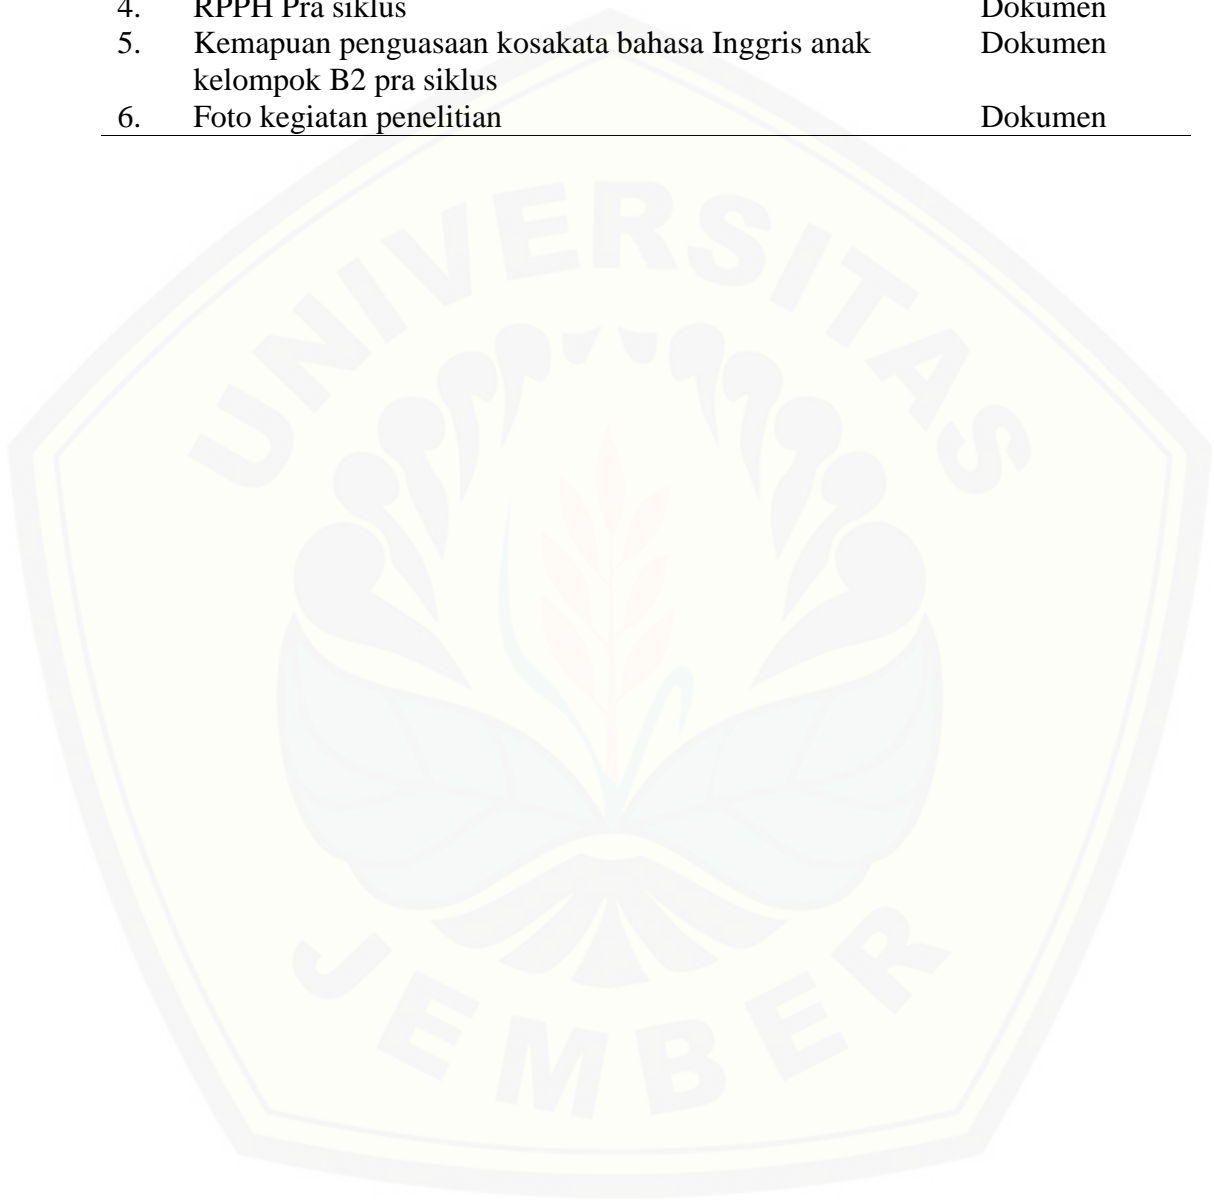 4. RPPH Pra siklus Dokumen
5. Kemapuan penguasaan kosakata bahasa Inggris anak Dokumen
kelompok B2 pra siklus
6. Foto kegiatan penelitian Dokumen
UNIVERSITAS
JEMBER